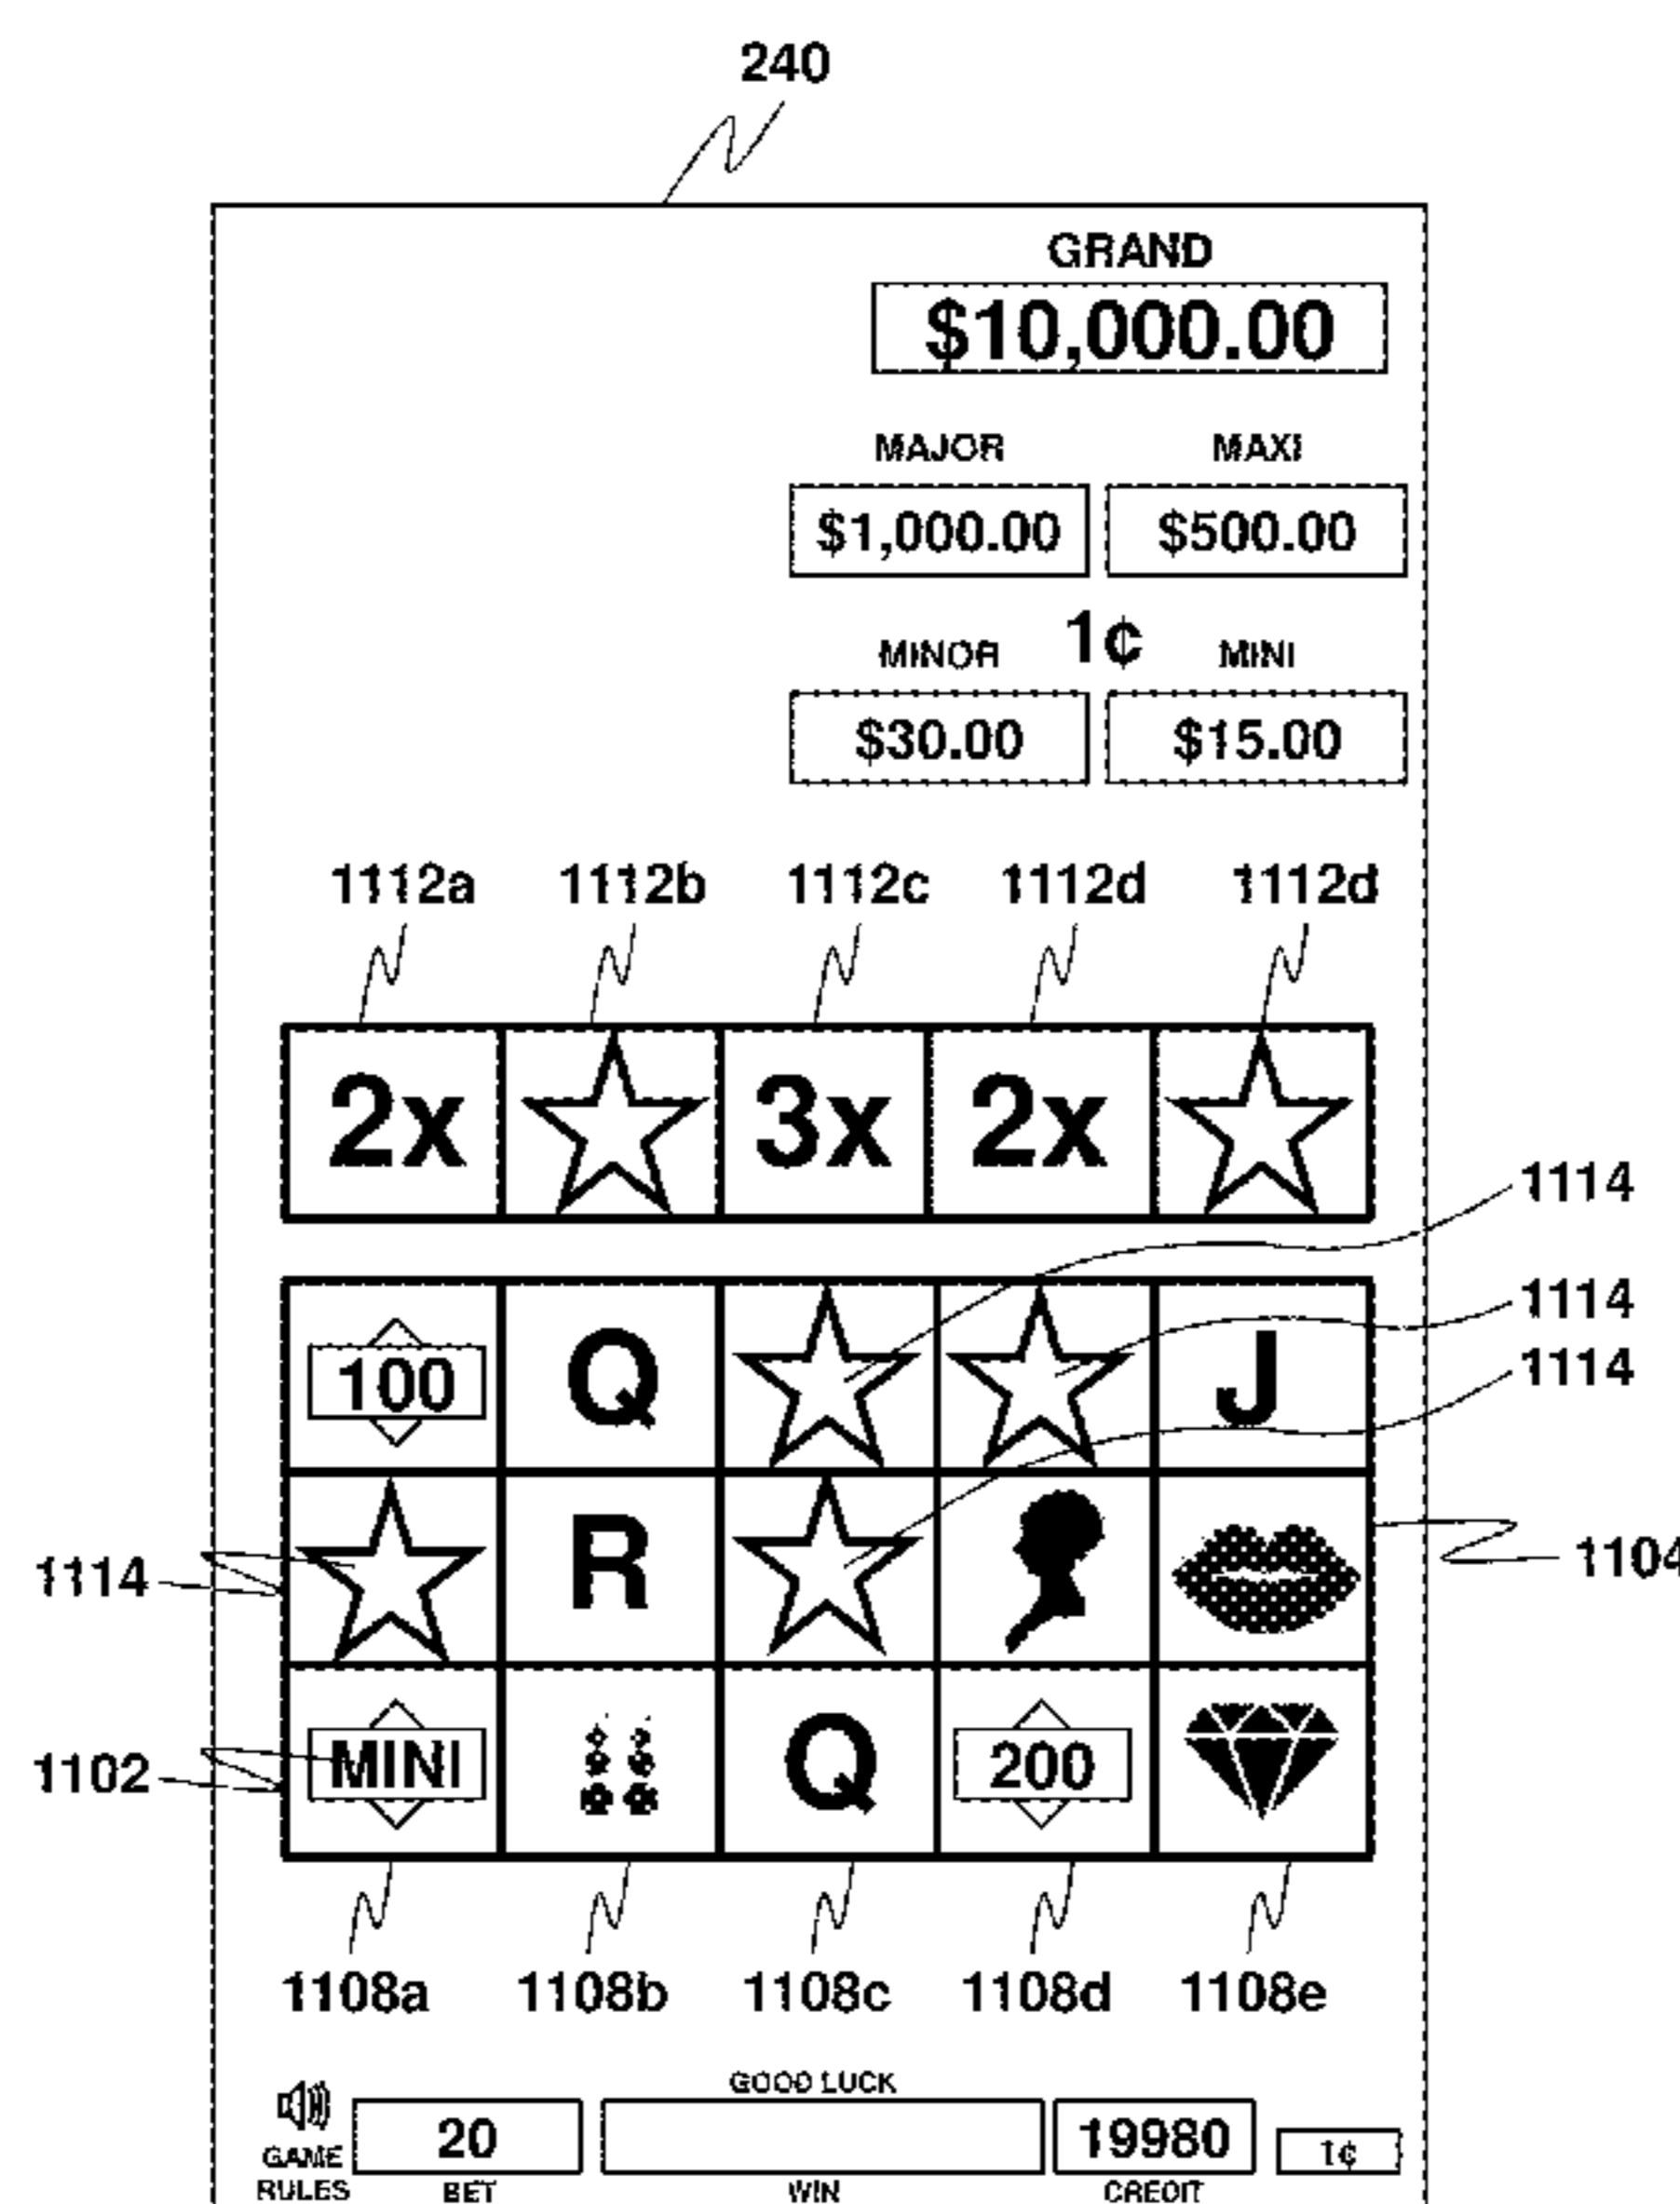 240
GRAND
$10,000.00
MAJOR MAXI
$1,000.00 $500.00
1¢
MINOR MINI
$30.00 $15.00
1112a 1112b 1112c 1112d 1112d
2x 3x 2x
1114
1114
1114
100 Q J
1114 R 1104
1102 MINI Q 200
1108a 1108b 1108c 1108d 1108e
GOOD LUCK
20 19980 1¢
GAME
RULES BET WIN CREDIT